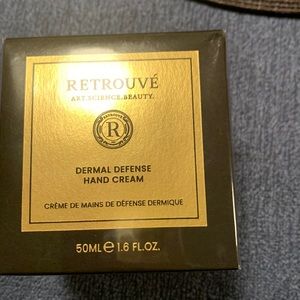 RETROUVÉ
ART.SCIENCE.BEAUTY.
RETROUVÉ
R
DERMAL DEFENSE
HAND CREAM
CRÈME DE MAINS DE DÉFENSE DERMIQUE
50ML ℮ 1.6 FL.OZ.